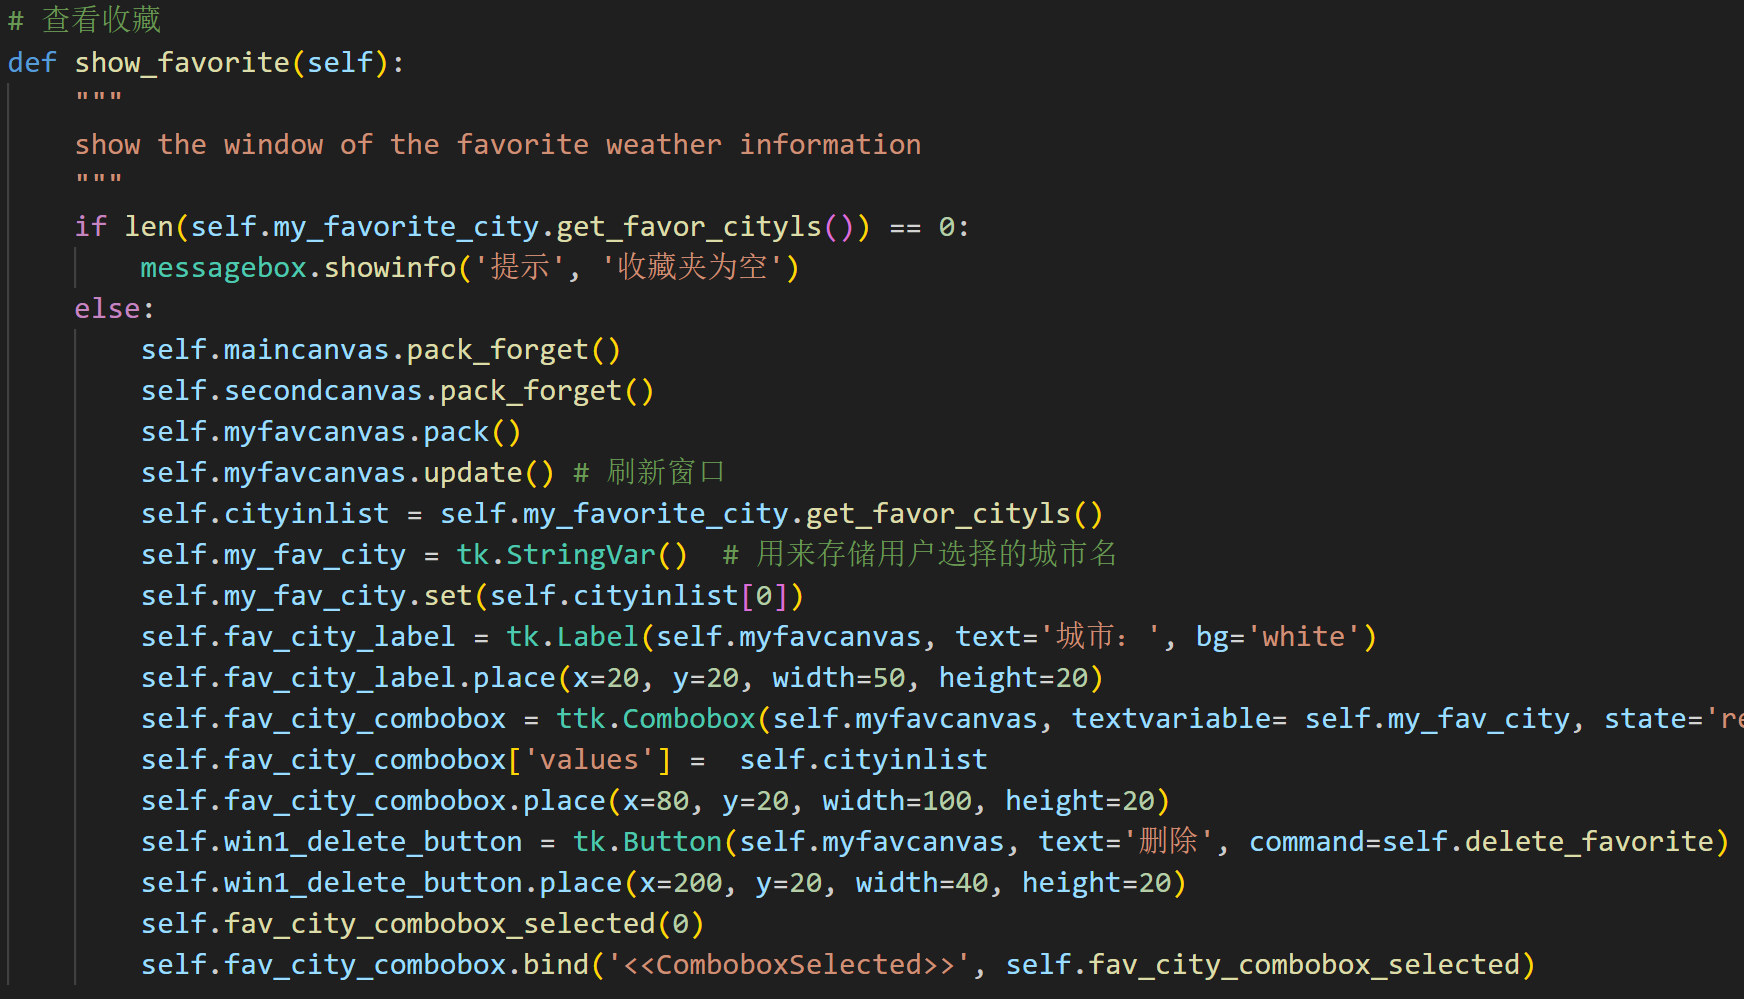 # 查看收藏
def show_favorite(self):
"""
show the window of the favorite weather information
"""
if len(self.my_favorite_city.get_favor_cityls()) == 0:
messagebox.showinfo('提示', '收藏夹为空')
else:
self.maincanvas.pack_forget()
self.secondcanvas.pack_forget()
self.myfavcanvas.pack()
self.myfavcanvas.update() # 刷新窗口
self.cityinlist = self.my_favorite_city.get_favor_cityls()
self.my_fav_city = tk.StringVar()  # 用来存储用户选择的城市名
self.my_fav_city.set(self.cityinlist[0])
self.fav_city_label = tk.Label(self.myfavcanvas, text='城市：', bg='white')
self.fav_city_label.place(x=20, y=20, width=50, height=20)
self.fav_city_combobox = ttk.Combobox(self.myfavcanvas, textvariable= self.my_fav_city, state='re
self.fav_city_combobox['values'] =  self.cityinlist
self.fav_city_combobox.place(x=80, y=20, width=100, height=20)
self.win1_delete_button = tk.Button(self.myfavcanvas, text='删除', command=self.delete_favorite)
self.win1_delete_button.place(x=200, y=20, width=40, height=20)
self.fav_city_combobox_selected(0)
self.fav_city_combobox.bind('<<ComboboxSelected>>', self.fav_city_combobox_selected)